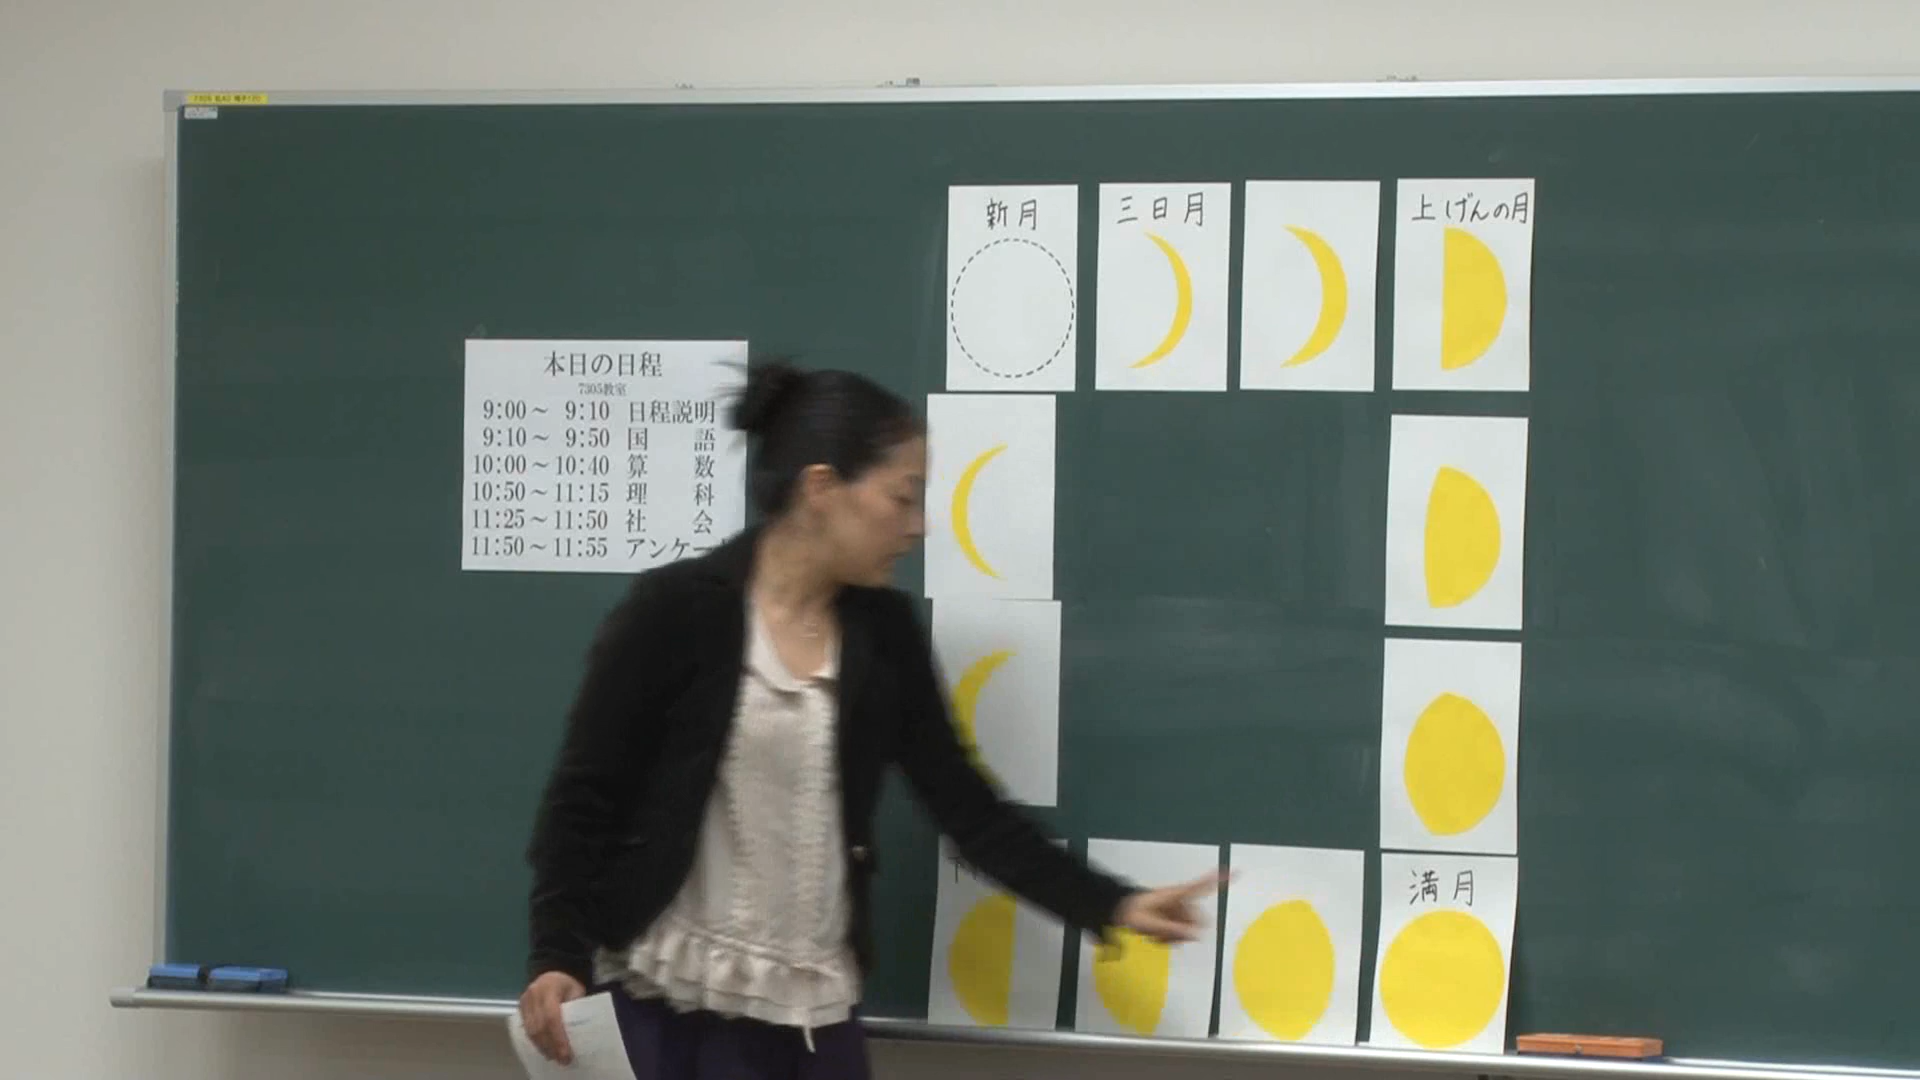 本日の日程
7305教室
9:00～ 9:10 日程説明
9:10～ 9:50 国 語
10:00～10:40 算 数
10:50～11:15 理 科
11:25～11:50 社 会
11:50～11:55 アンケー
新月
三日月
上げんの月
満月